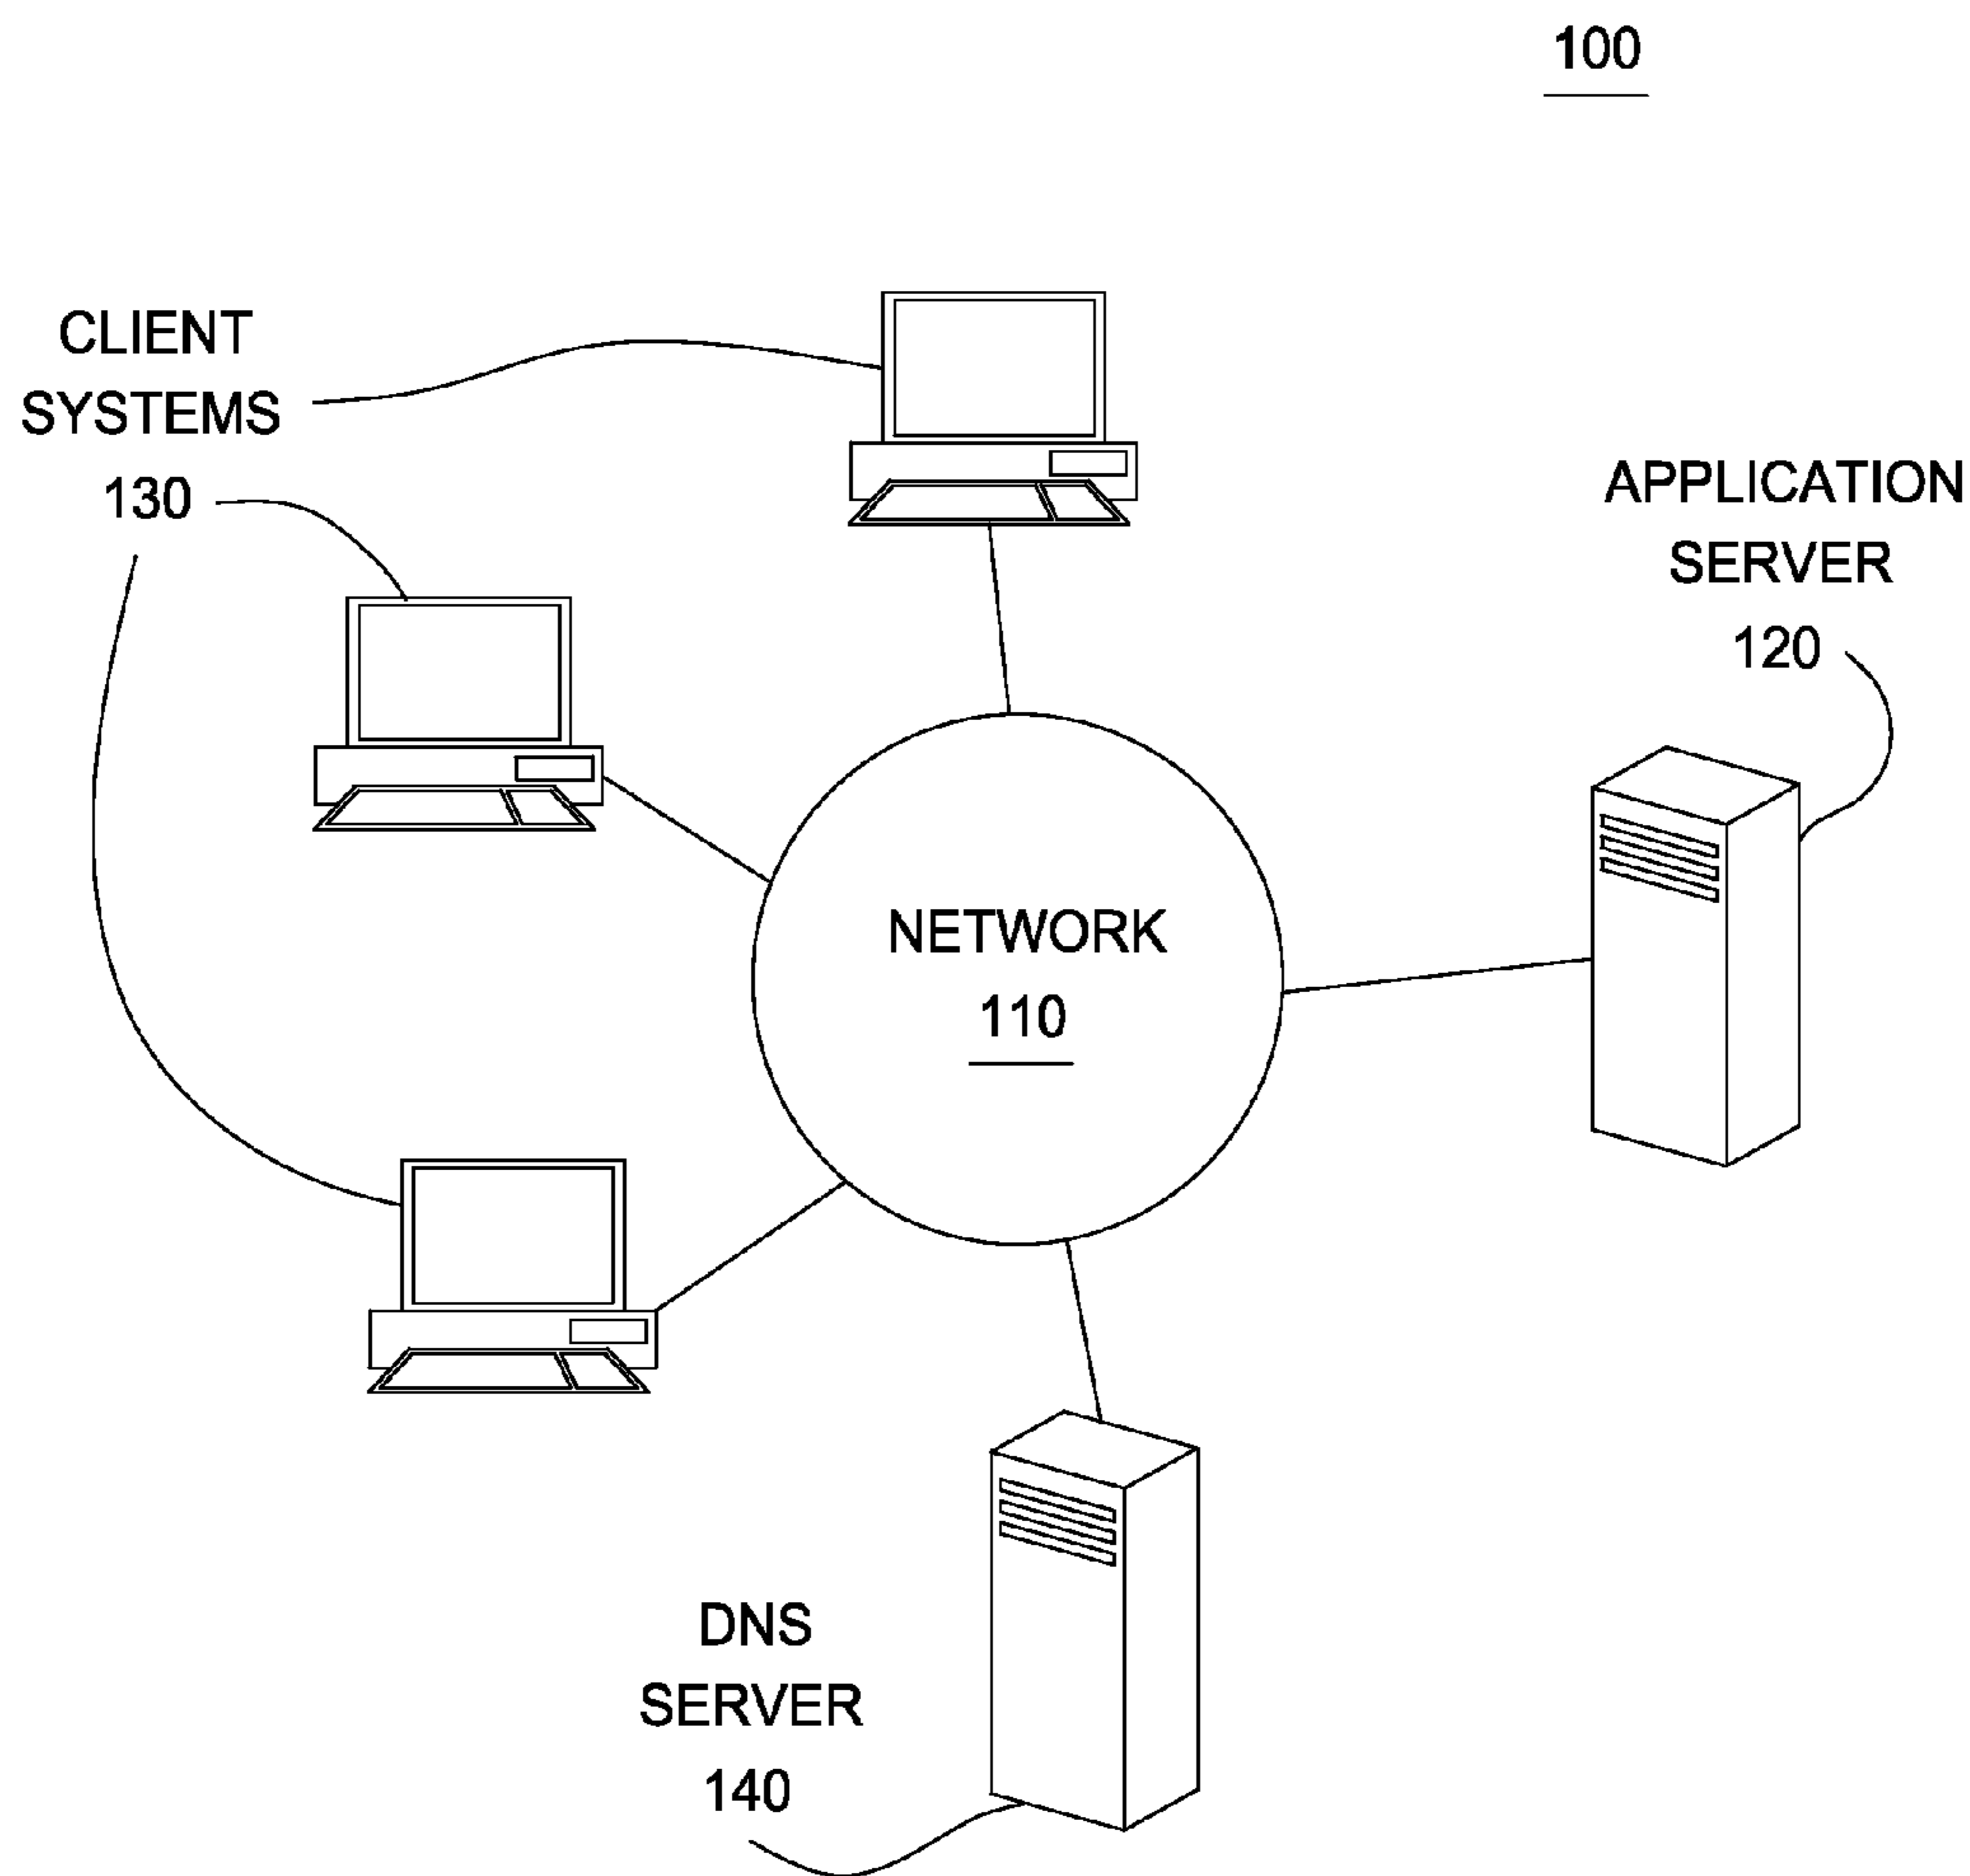 100
CLIENT
SYSTEMS
130
APPLICATION
SERVER
120
NETWORK
110
DNS
SERVER
140